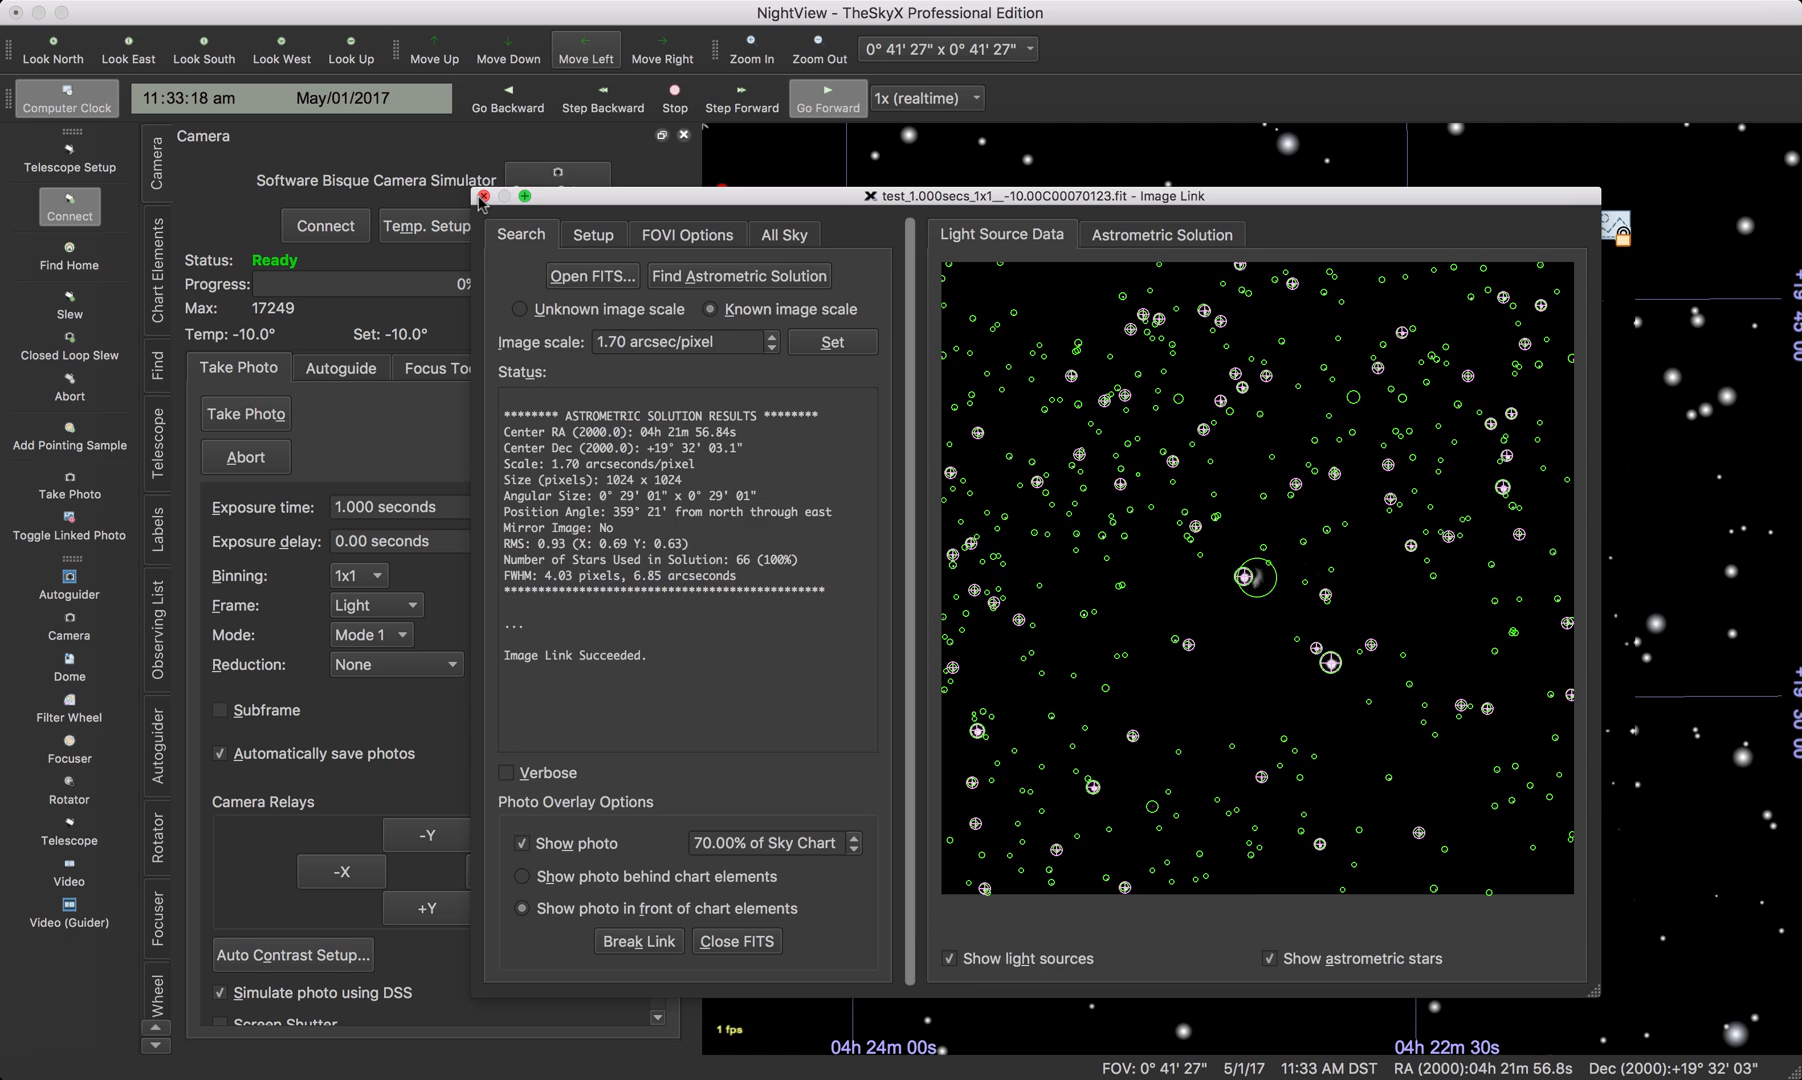 NightView - TheSkyX Professional Edition
Look North
Look East
Look South
Look West
Look Up
Move Up
Move Down
Move Left
Move Right
Zoom In
Zoom Out
0° 41' 27" x 0° 41' 27"
Computer Clock
11:33:18 am
May/01/2017
Go Backward
Step Backward
Stop
Step Forward
Go Forward
1x (realtime)
Telescope Setup
Connect
Find Home
Slew
Closed Loop Slew
Abort
Add Pointing Sample
Take Photo
Toggle Linked Photo
Autoguider
Camera
Dome
Filter Wheel
Focuser
Rotator
Telescope
Video
Video (Guider)
Camera
Chart Elements
Find
Telescope
Labels
Observing List
Autoguider
Rotator
Focuser
Wheel
Camera
Software Bisque Camera Simulator
Connect
Temp. Setup
Status: Ready
Progress: 0%
Max: 17249
Temp: -10.0° Set: -10.0°
Take Photo
Autoguide
Focus Too
Take Photo
Abort
Exposure time: 1.000 seconds
Exposure delay: 0.00 seconds
Binning: 1x1
Frame: Light
Mode: Mode 1
Reduction: None
Subframe
Automatically save photos
Camera Relays
-Y
-X
+Y
Auto Contrast Setup...
Simulate photo using DSS
Screen Shutter
test_1.000secs_1x1__-10.00C00070123.fit - Image Link
Search
Setup
FOVI Options
All Sky
Open FITS...
Find Astrometric Solution
Unknown image scale
Known image scale
Image scale: 1.70 arcsec/pixel
Set
Status:
******** ASTROMETRIC SOLUTION RESULTS ********
Center RA (2000.0): 04h 21m 56.84s
Center Dec (2000.0): +19° 32' 03.1"
Scale: 1.70 arcseconds/pixel
Size (pixels): 1024 x 1024
Angular Size: 0° 29' 01" x 0° 29' 01"
Position Angle: 359° 21' from north through east
Mirror Image: No
RMS: 0.93 (X: 0.69 Y: 0.63)
Number of Stars Used in Solution: 66 (100%)
FWHM: 4.03 pixels, 6.85 arcseconds
***********************************************
...
Image Link Succeeded.
Verbose
Photo Overlay Options
Show photo
70.00% of Sky Chart
Show photo behind chart elements
Show photo in front of chart elements
Break Link
Close FITS
Light Source Data
Astrometric Solution
Show light sources
Show astrometric stars
+19 45 00
+19 30 00
1 fps
04h 24m 00s
04h 22m 30s
FOV: 0° 41' 27" 5/1/17 11:33 AM DST RA (2000):04h 21m 56.8s Dec (2000):+19° 32' 03"